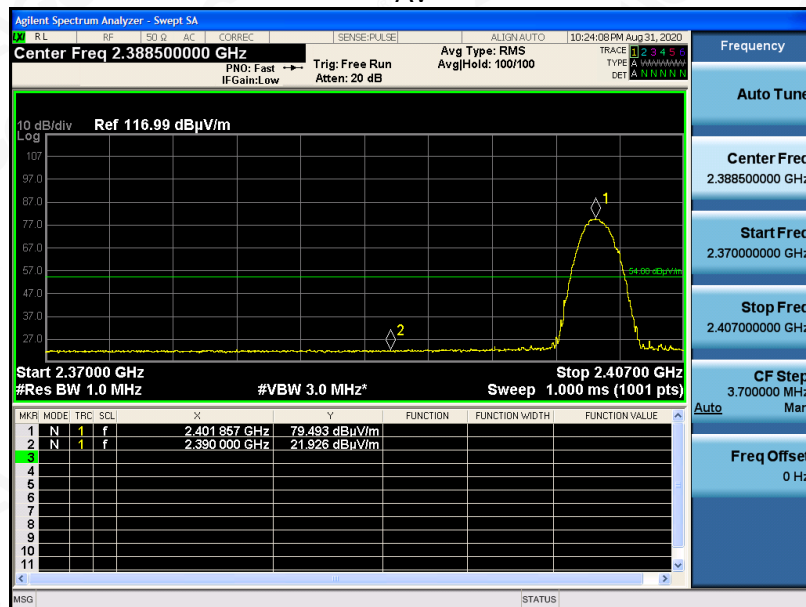 Agilent Spectrum Analyzer - Swept SA
LXI RL RF 50 Ω AC CORREC SENSE:PULSE ALIGN AUTO 10:24:08 PM Aug 31, 2020
Center Freq 2.388500000 GHz
PNO: Fast
IFGain:Low
Trig: Free Run
Atten: 20 dB
Avg Type: RMS
Avg|Hold: 100/100
TRACE 1 2 3 4 5 6
TYPE A WWWWW
DET A N N N N N
10 dB/div Ref 116.99 dBµV/m
Log
107
97.0
87.0
77.0
67.0
57.0
47.0
37.0
27.0
1
2
54.00 dBµV/m
Start 2.37000 GHz Stop 2.40700 GHz
#Res BW 1.0 MHz #VBW 3.0 MHz* Sweep 1.000 ms (1001 pts)
MKR MODE TRC SCL X Y FUNCTION FUNCTION WIDTH FUNCTION VALUE
1 N 1 f 2.401 857 GHz 79.493 dBµV/m
2 N 1 f 2.390 000 GHz 21.926 dBµV/m
3
4
5
6
7
8
9
10
11
MSG STATUS
Frequency
Auto Tune
Center Freq
2.388500000 GHz
Start Freq
2.370000000 GHz
Stop Freq
2.407000000 GHz
CF Step
3.700000 MHz
Auto Man
Freq Offset
0 Hz